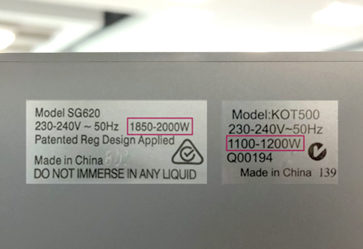 Model SG620
230-240V ~ 50Hz 1850-2000W
Patented Reg Design Applied
Made in China
DO NOT IMMERSE IN ANY LIQUID
Model:KOT500
230-240V~50Hz
1100-1200W
Q00194
Made in China 139